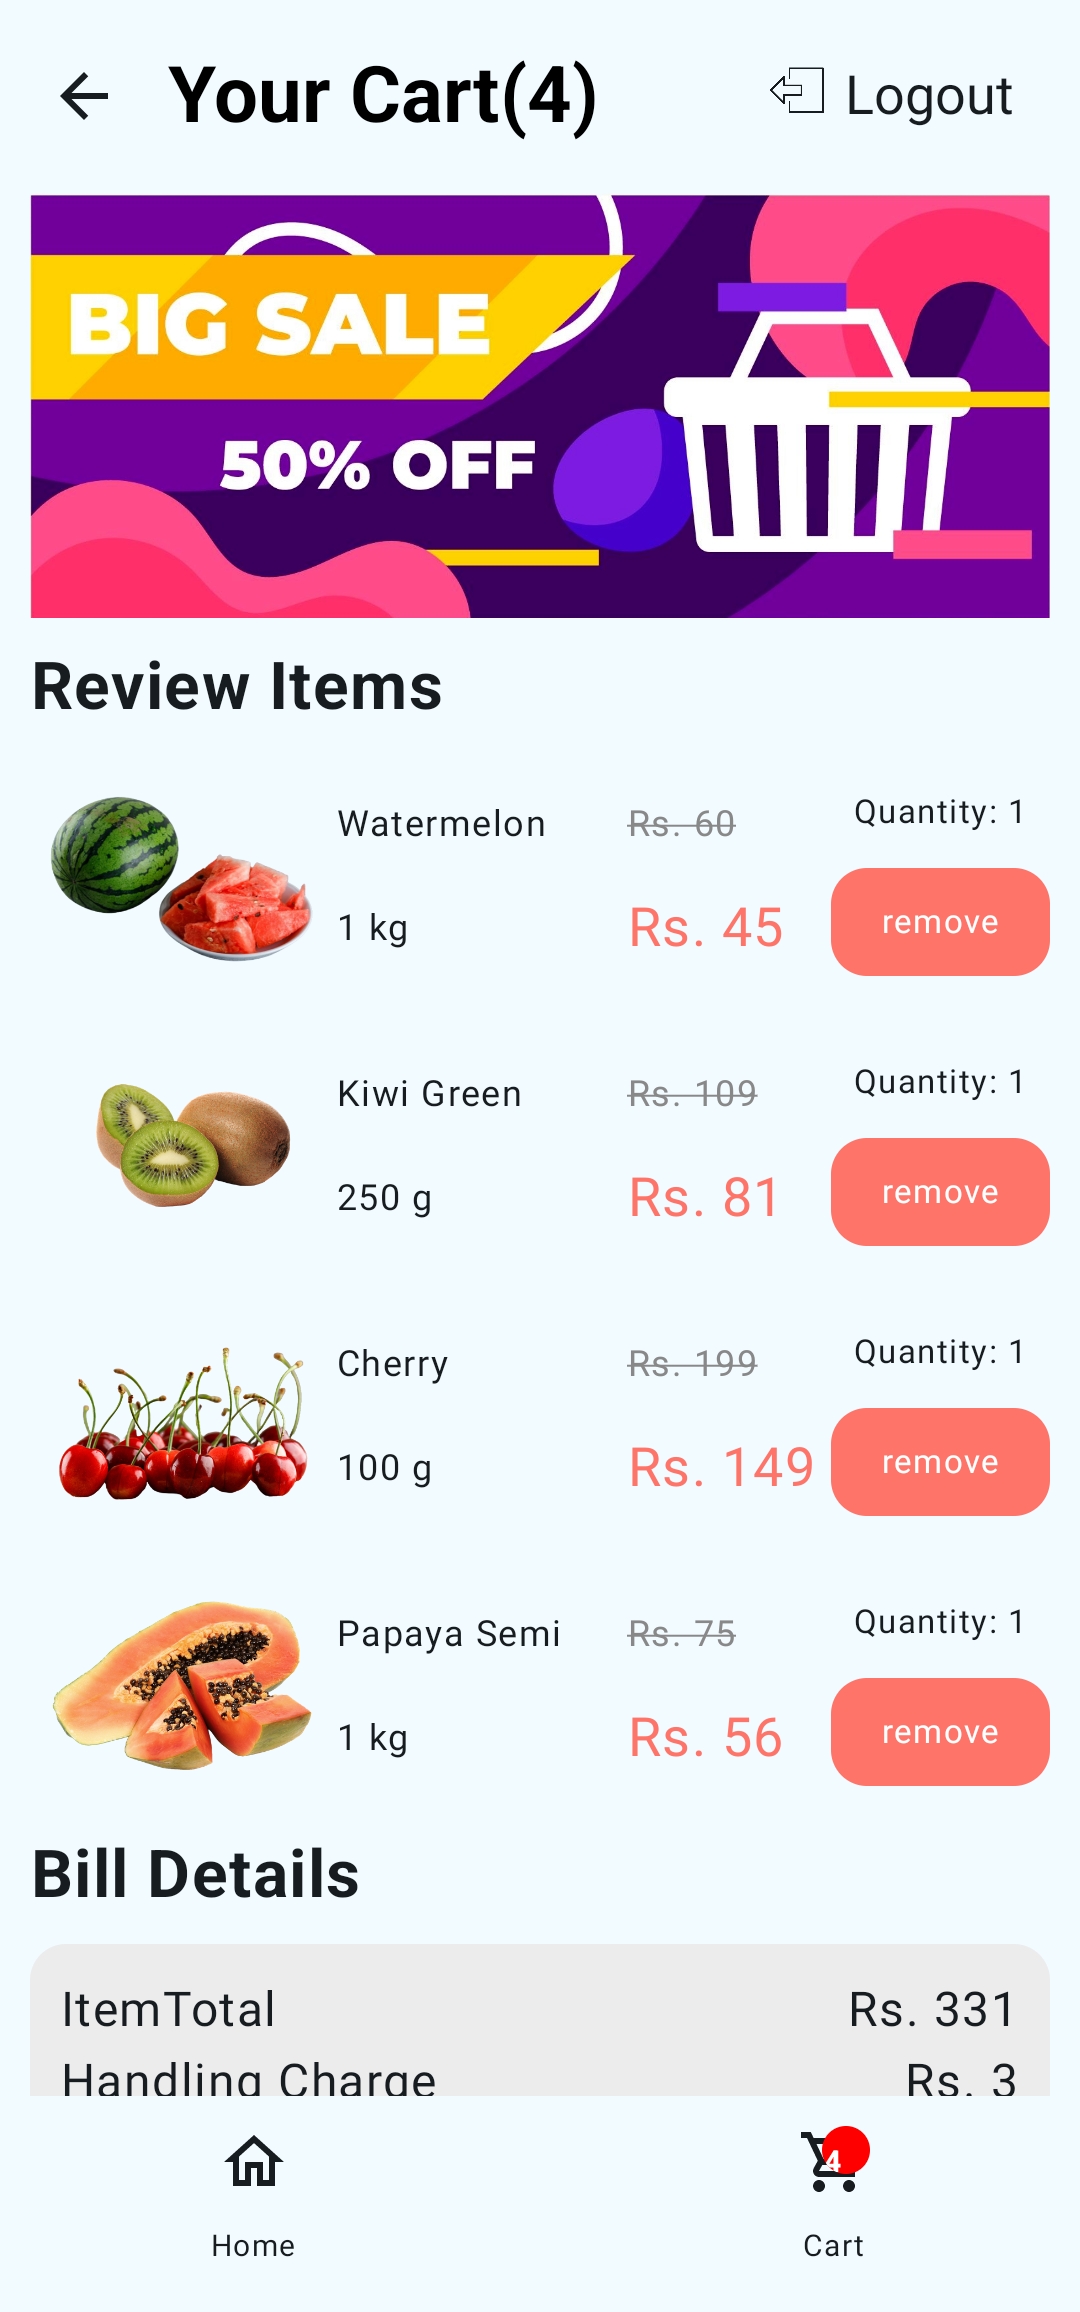 Your Cart(4)
Logout
BIG SALE
50% OFF
Review Items
Watermelon
Rs. 60
Quantity: 1
1 kg
Rs. 45
remove
Kiwi Green
Rs. 109
Quantity: 1
250 g
Rs. 81
remove
Cherry
Rs. 199
Quantity: 1
100 g
Rs. 149
remove
Papaya Semi
Rs. 75
Quantity: 1
1 kg
Rs. 56
remove
Bill Details
ItemTotal
Rs. 331
Handling Charge
Rs. 3
4
Home
Cart